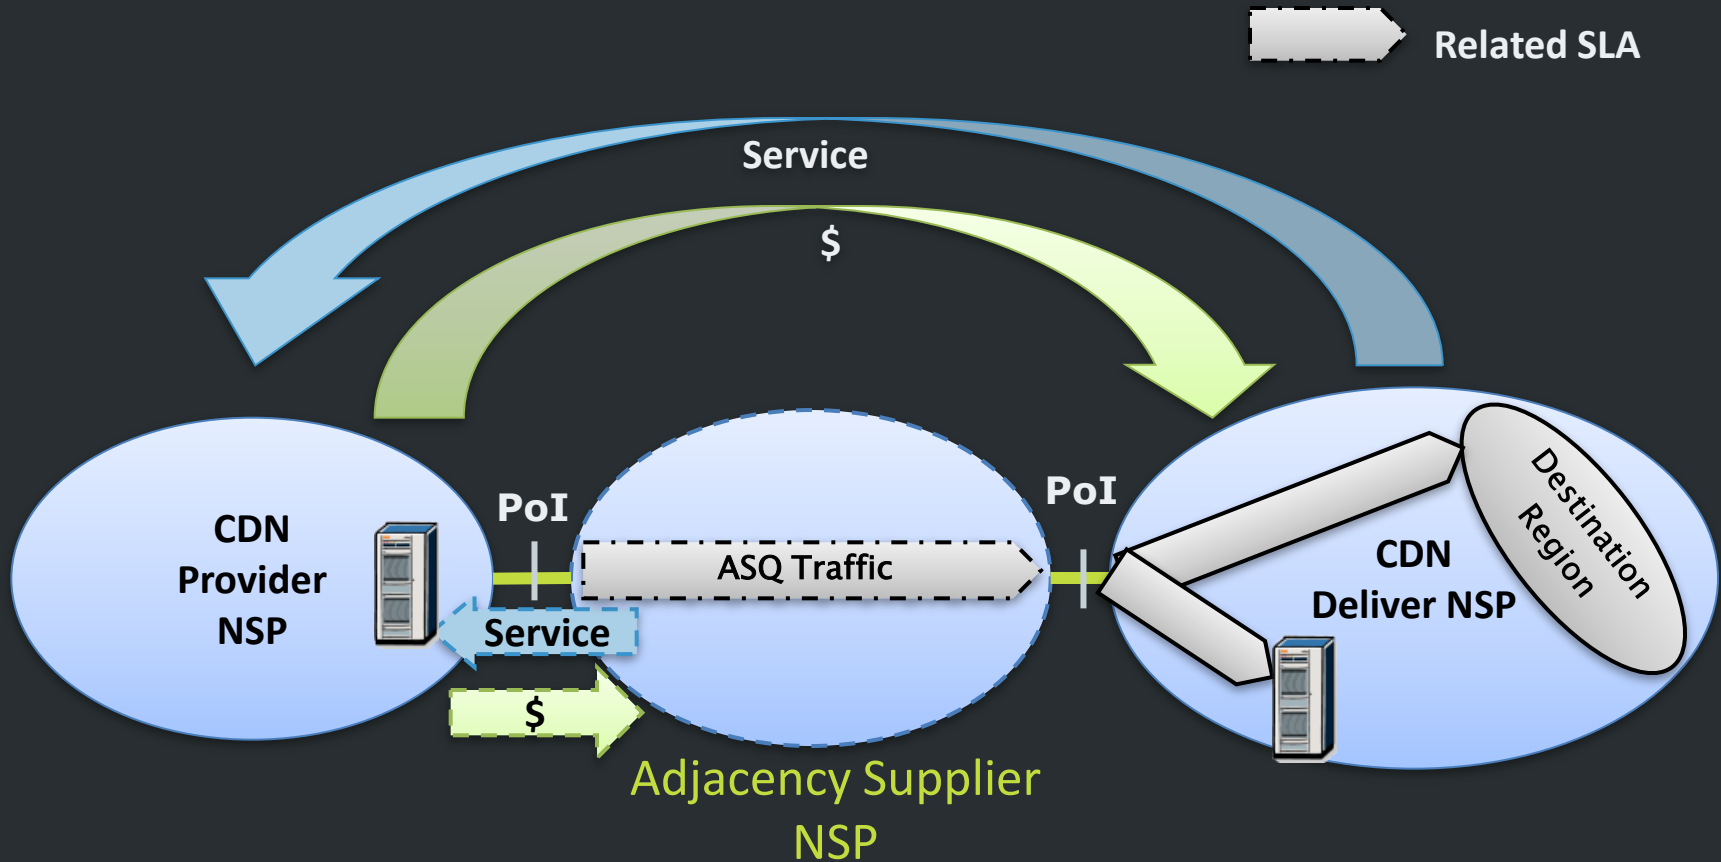 Related SLA
Service
$
CDN
Provider
NSP
PoI
ASQ Traffic
Service
$
Adjacency Supplier
NSP
PoI
CDN
Deliver NSP
Destination
Region